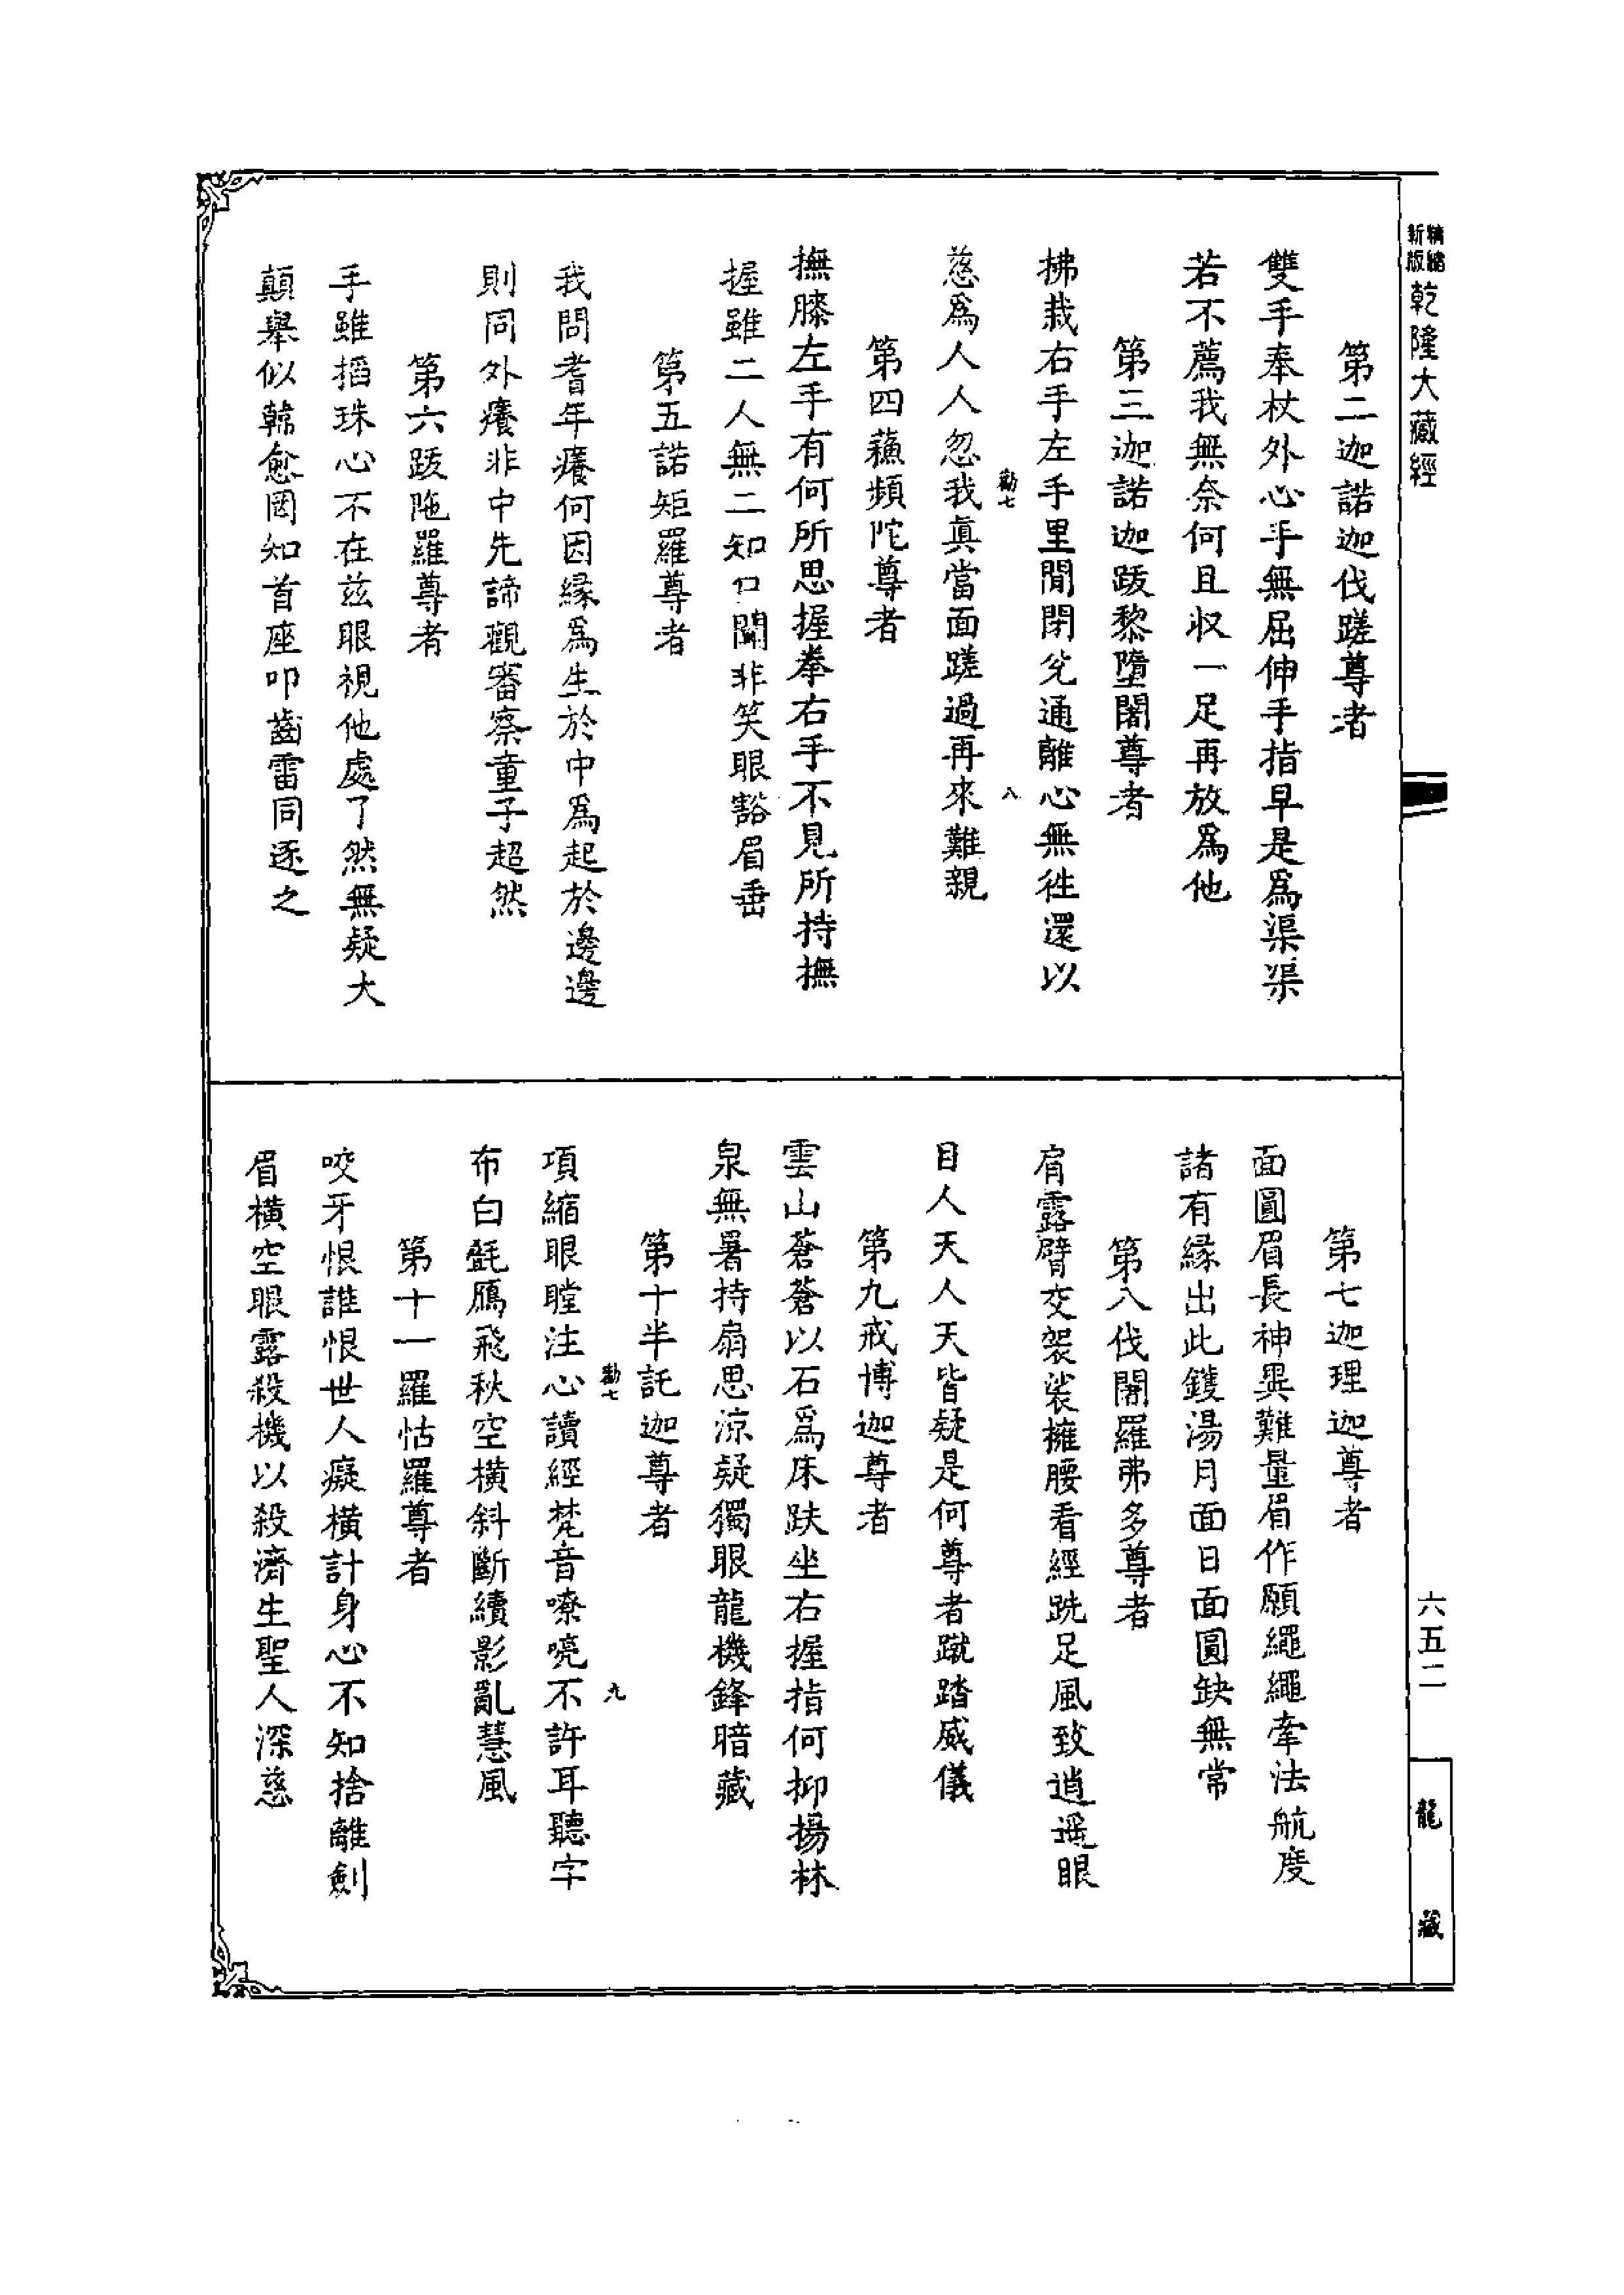 新版精縮乾隆大藏經
第二迦諾迦伐蹉尊者
雙手奉杖外心手無屈伸手指早是爲渠渠
若不薦我無奈何且収一足再放爲他
第三迦諾迦跋黎墮闍尊者
拂栽右手左手里閒閉兊通離心無徃還以
勸七 八
慈爲人人忽我眞當面蹉過再來難親
第四蘓頻陀尊者
撫膝左手有何所思握拳右手不見所持撫
握雖二人無二知口闢非笑眼豁眉垂
第五諾矩羅尊者
我問耆年癢何因緣爲生於中爲起於邊邊
則同外癢非中先諦觀審察童子超然
第六跋陁羅尊者
手雖搯珠心不在兹眼視他處了然無疑大
顛舉似韓愈罔知首座叩齒雷同逐之
第七迦理迦尊者
面圓眉長神異難量眉作願繩繩牽法航度
諸有緣出此鑊湯月面日面圓缺無常
第八伐闍羅弗多尊者
肩露臂交袈裟擁腰看經跣足風致逍遥眼
目人天人天皆疑是何尊者蹴踏威儀
第九戒博迦尊者
雲山蒼蒼以石爲床趺坐右握指何抑揚林
泉無暑持扇思涼疑獨眼龍機鋒暗藏
第十半託迦尊者
勸七 九
項縮眼瞠注心讀經梵音嘹喨不許耳聽字
布白㲲鴈飛秋空橫斜斷續影亂慧風
第十一羅怙羅尊者
咬牙恨誰恨世人癡橫計身心不知捨離劍
眉橫空眼露殺機以殺濟生聖人深慈
六五二
龍藏